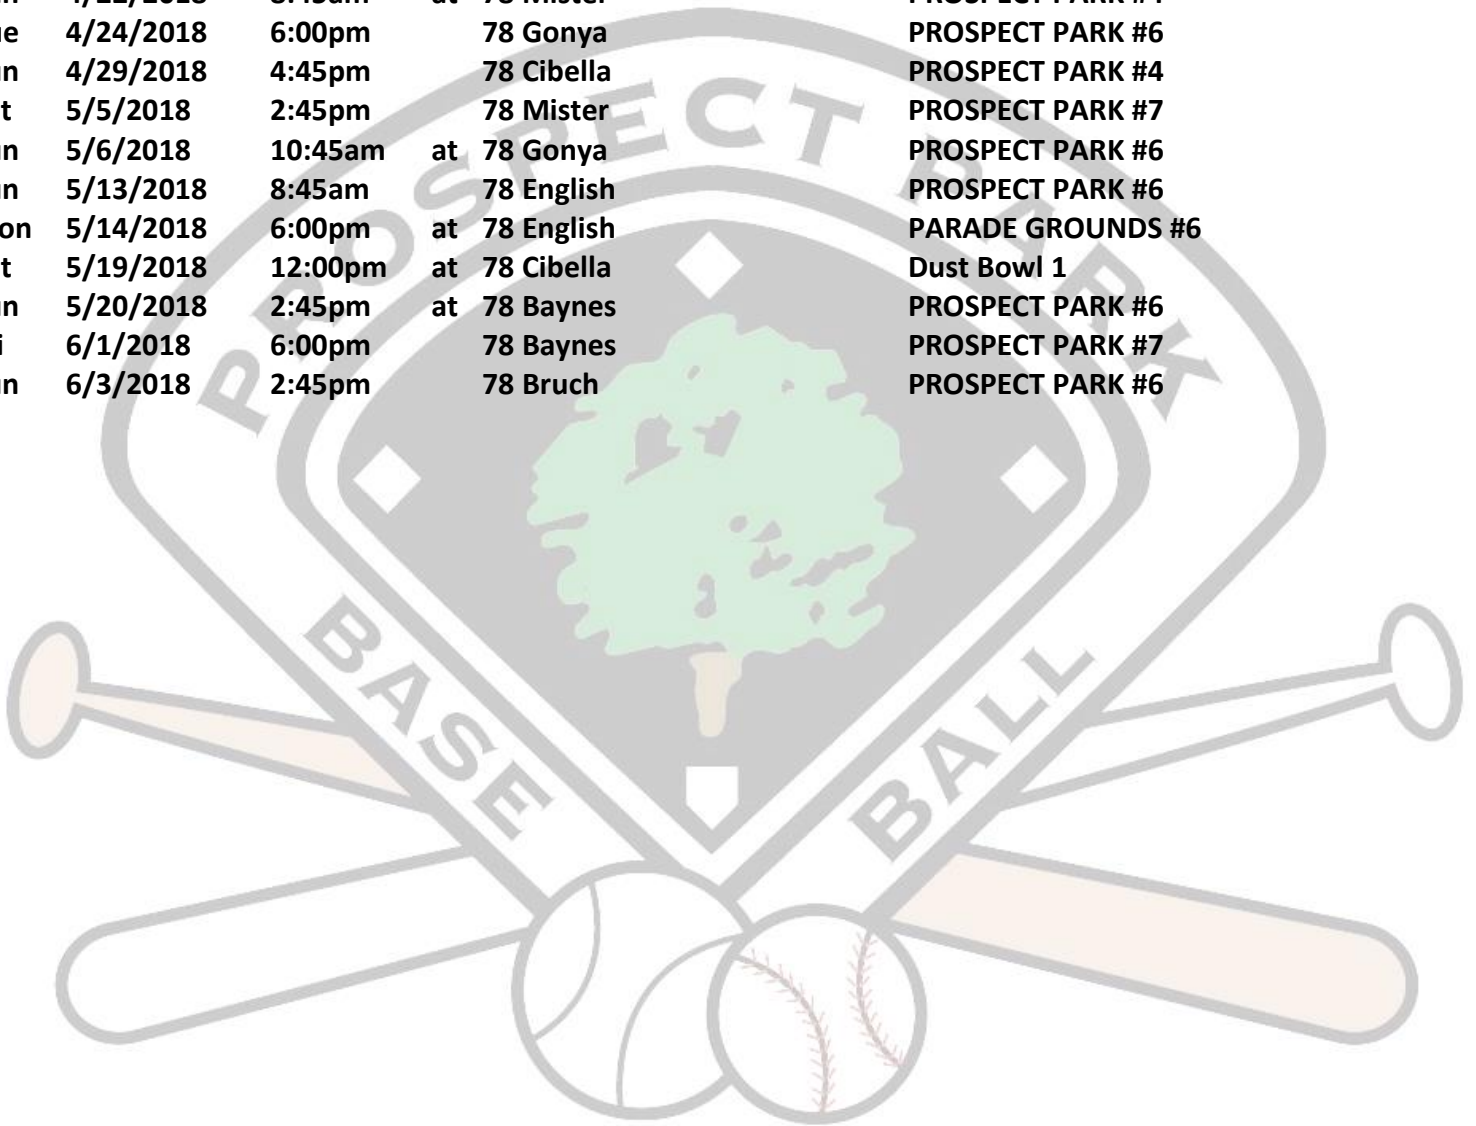 4/24/2018 6:00pm 78 Gonya PROSPECT PARK #6
4/29/2018 4:45pm 78 Cibella PROSPECT PARK #4
5/5/2018 2:45pm 78 Mister PROSPECT PARK #7
5/6/2018 10:45am at 78 Gonya PROSPECT PARK #6
5/13/2018 8:45am 78 English PROSPECT PARK #6
5/14/2018 6:00pm at 78 English PARADE GROUNDS #6
5/19/2018 12:00pm at 78 Cibella Dust Bowl 1
5/20/2018 2:45pm at 78 Baynes PROSPECT PARK #6
6/1/2018 6:00pm 78 Baynes PROSPECT PARK #7
6/3/2018 2:45pm 78 Bruch PROSPECT PARK #6
PROSPECT PARK
BASE BALL